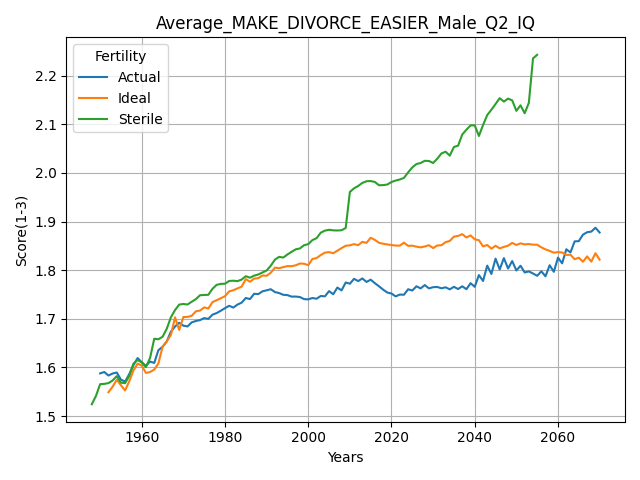 Average_MAKE_DIVORCE_EASIER_Male_Q2_IQ
Fertility
Actual
Ideal
Sterile
Score(1-3)
2.2
2.1
2.0
1.9
1.8
1.7
1.6
1.5
1960
1980
2000
2020
2040
2060
Years